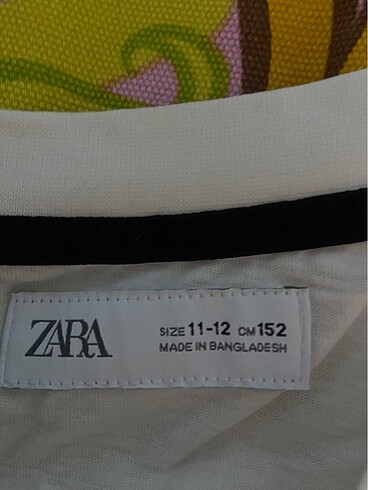 ZARA
SIZE 11-12 CM 152
MADE IN BANGLADESH